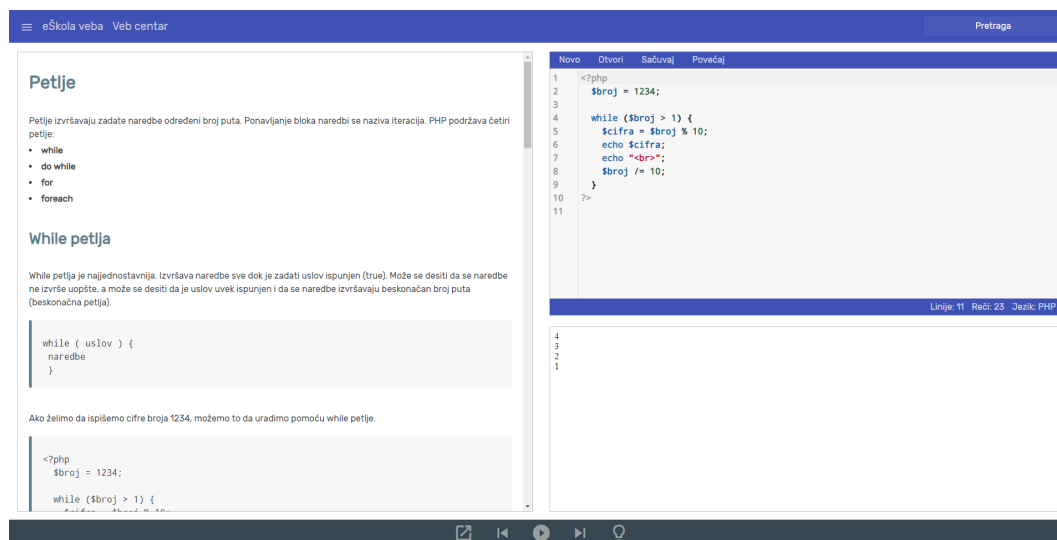 eŠkola veba Veb centar
Pretraga
Petlje
Petlje izvršavaju zadate naredbe određeni broj puta. Ponavljanje bloka naredbi se naziva iteracija. PHP podržava četiri
petlje:
• while
• do while
• for
• foreach
While petlja
While petlja je najjednostavnija. Izvršava naredbe sve dok je zadati uslov ispunjen (true). Može se desiti da se naredbe
ne izvrše uopšte, a može se desiti da je uslov uvek ispunjen i da se naredbe izvršavaju beskonačan broj puta
(beskonačna petlja).
while ( uslov ) {
naredbe
}
Ako želimo da ispišemo cifre broja 1234, možemo to da uradimo pomoću while petlje.
<?php
$broj = 1234;
while ($broj > 1) {
Novo Otvori Sačuvaj Povećaj
1 <?php
2 $broj = 1234;
3
4 while ($broj > 1) {
5 $cifra = $broj % 10;
6 echo $cifra;
7 echo "<br>";
8 $broj /= 10;
9 }
10 ?>
11
Linije: 11 Reči: 23 Jezik: PHP
4
3
2
1